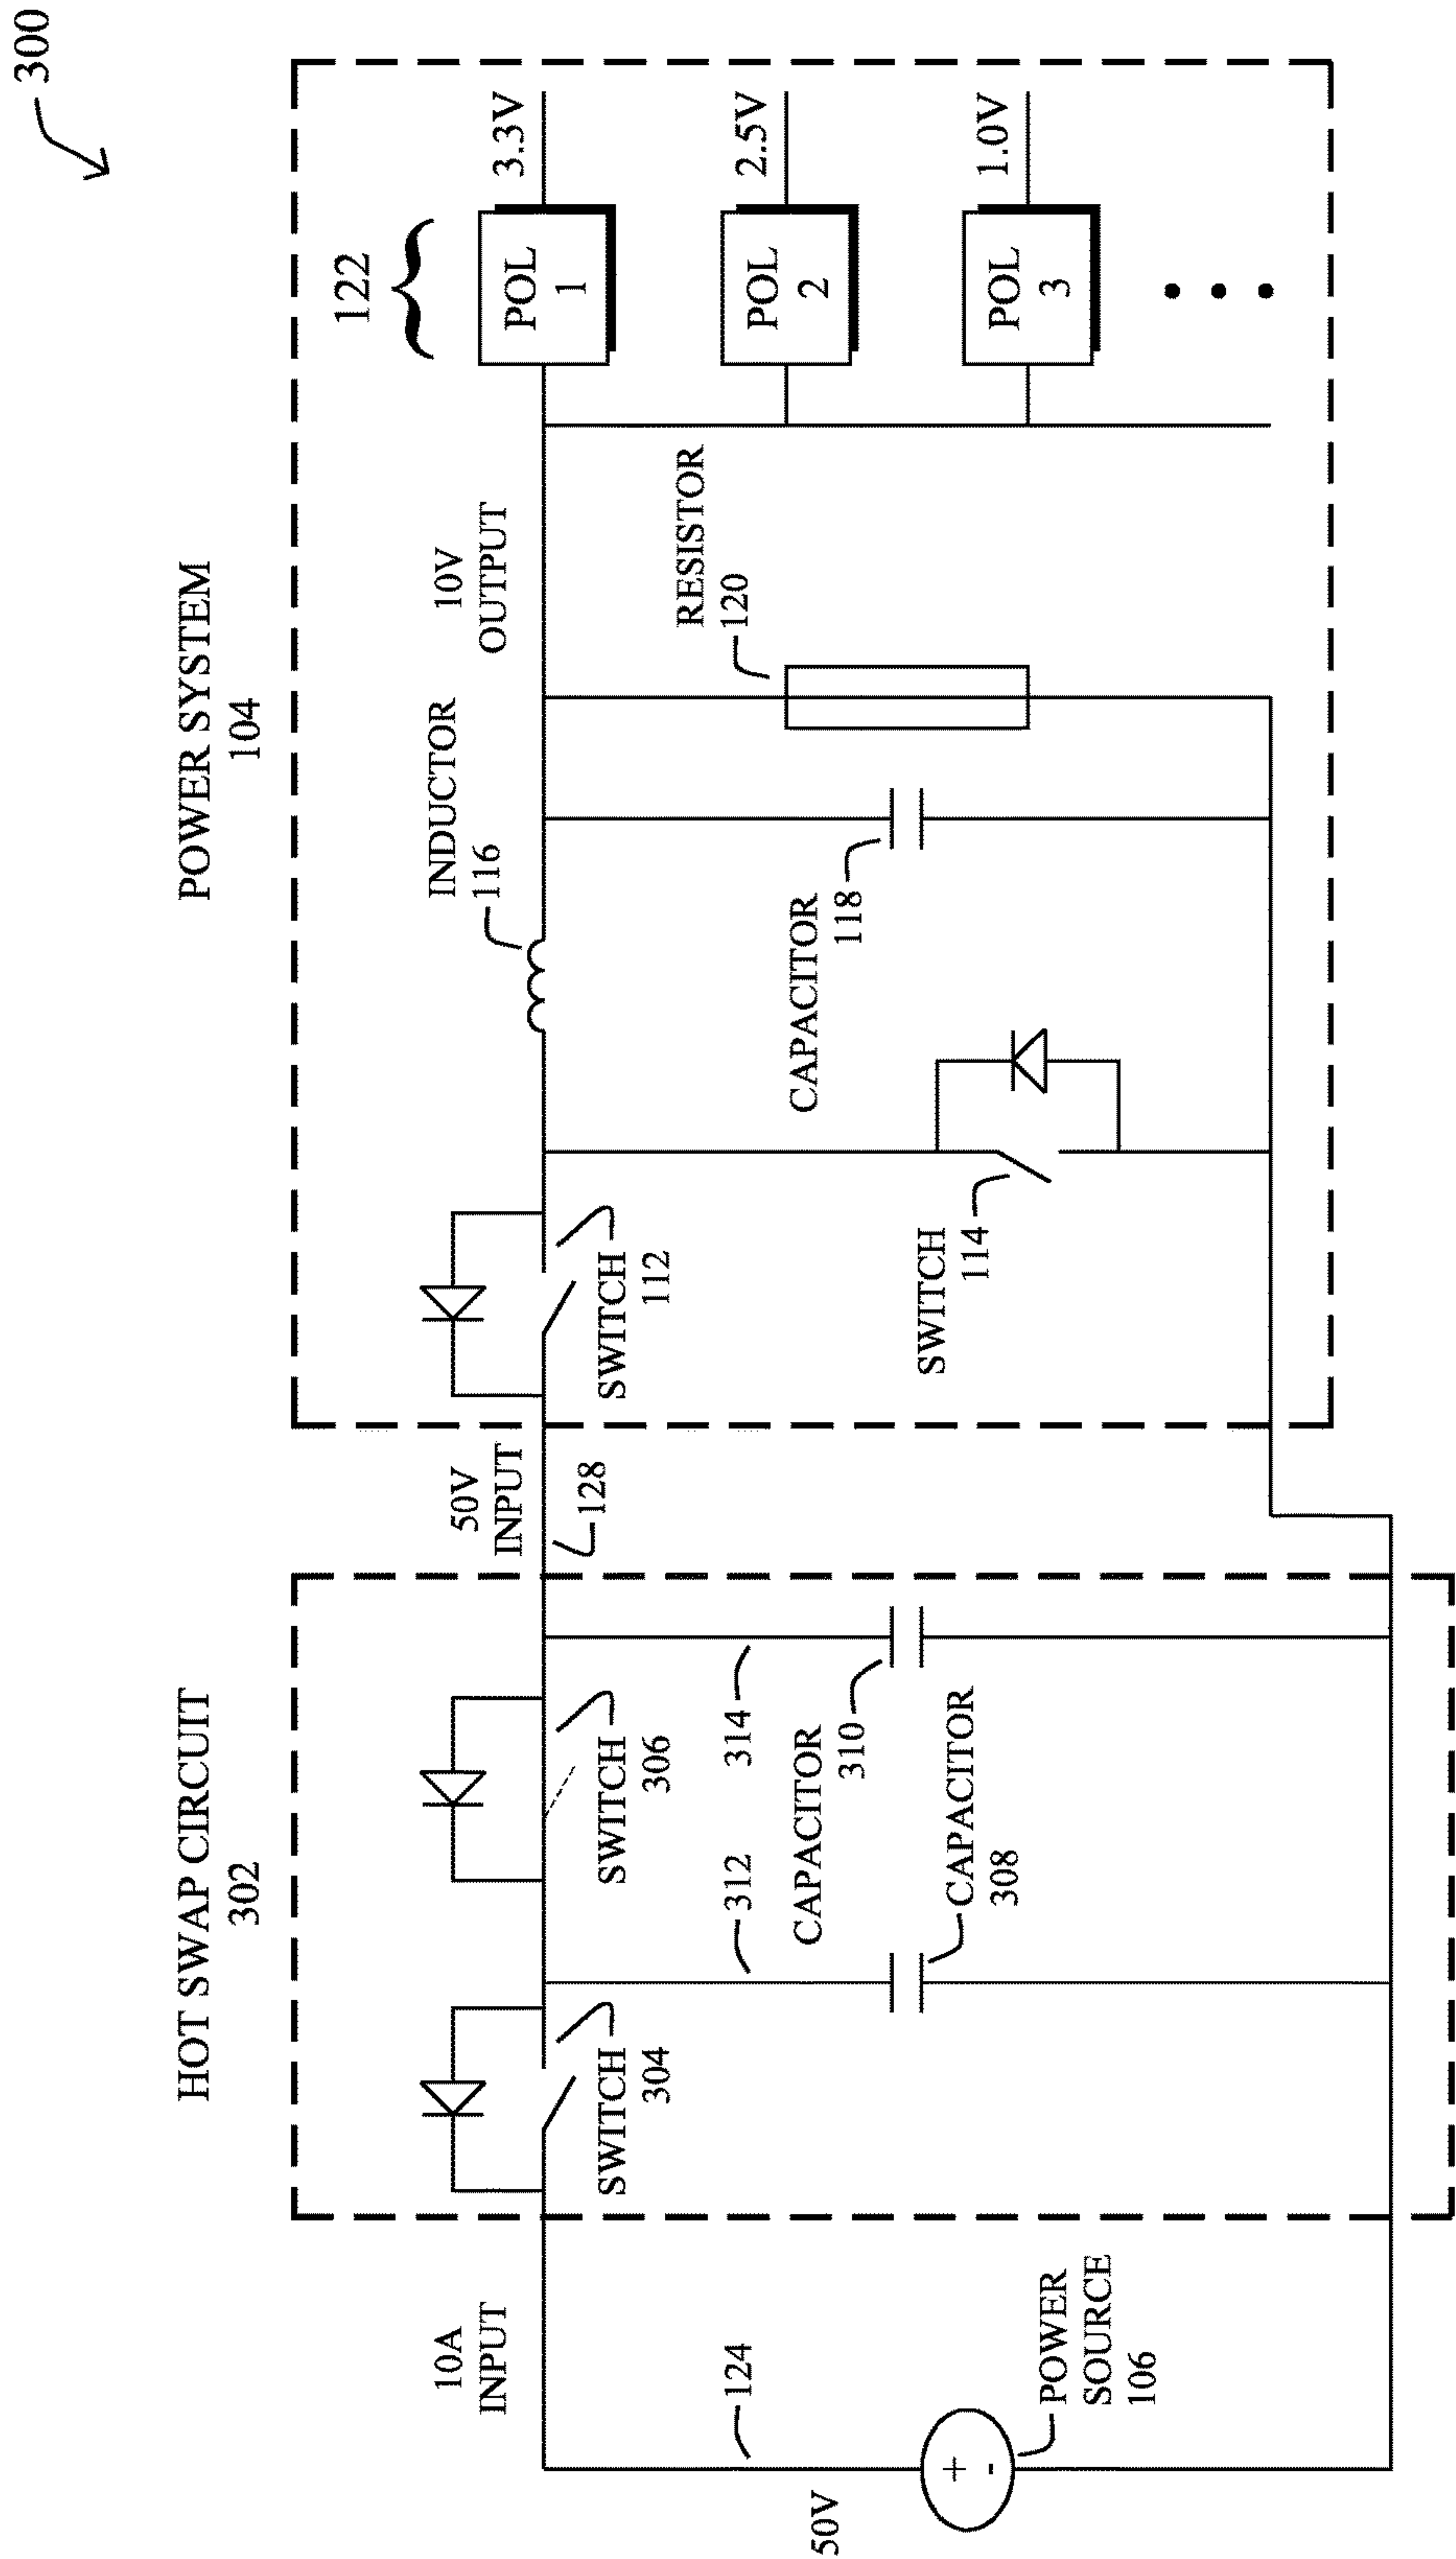 300
HOT SWAP CIRCUIT
302
POWER SYSTEM
104
10A
INPUT
50V
INPUT
128
INDUCTOR
116
10V
OUTPUT
122
POL
1
3.3V
POL
2
2.5V
POL
3
1.0V
SWITCH
304
SWITCH
306
SWITCH
112
RESISTOR
120
124
312
314
50V
CAPACITOR
310
CAPACITOR
118
CAPACITOR
308
SWITCH
114
+
-
POWER
SOURCE
106